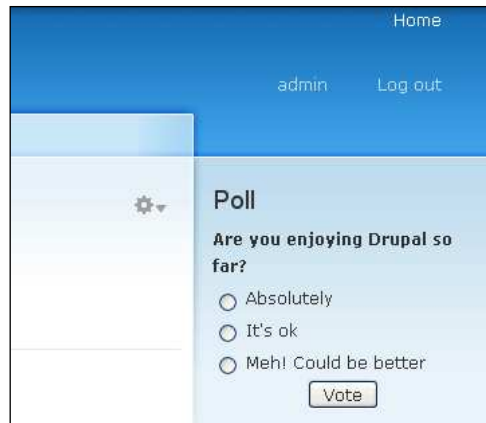 Home
admin Log out
Poll
Are you enjoying Drupal so
far?
Absolutely
It's ok
Meh! Could be better
Vote